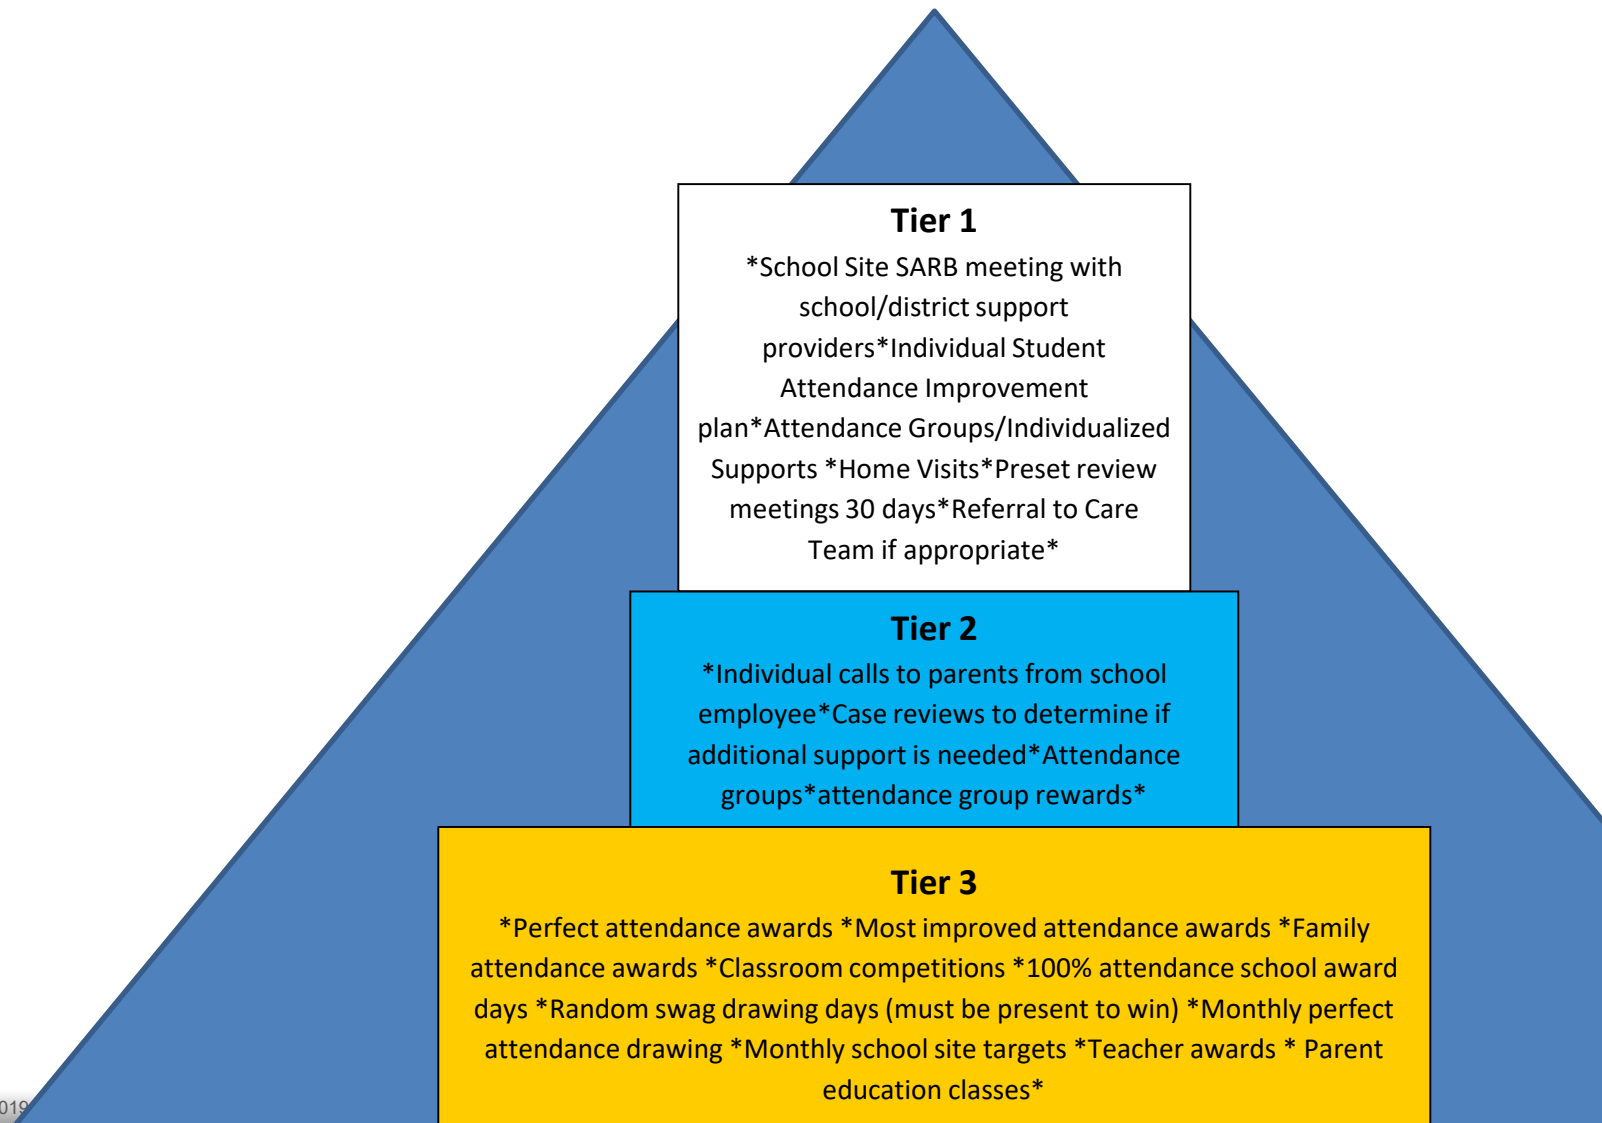 Tier 1
*School Site SARB meeting with
school/district support
providers*Individual Student
Attendance Improvement
plan*Attendance Groups/Individualized
Supports *Home Visits*Preset review
meetings 30 days*Referral to Care
Team if appropriate*
Tier 2
*Individual calls to parents from school
employee*Case reviews to determine if
additional support is needed*Attendance
groups*attendance group rewards*
Tier 3
*Perfect attendance awards *Most improved attendance awards *Family
attendance awards *Classroom competitions *100% attendance school award
days *Random swag drawing days (must be present to win) *Monthly perfect
attendance drawing *Monthly school site targets *Teacher awards * Parent
education classes*